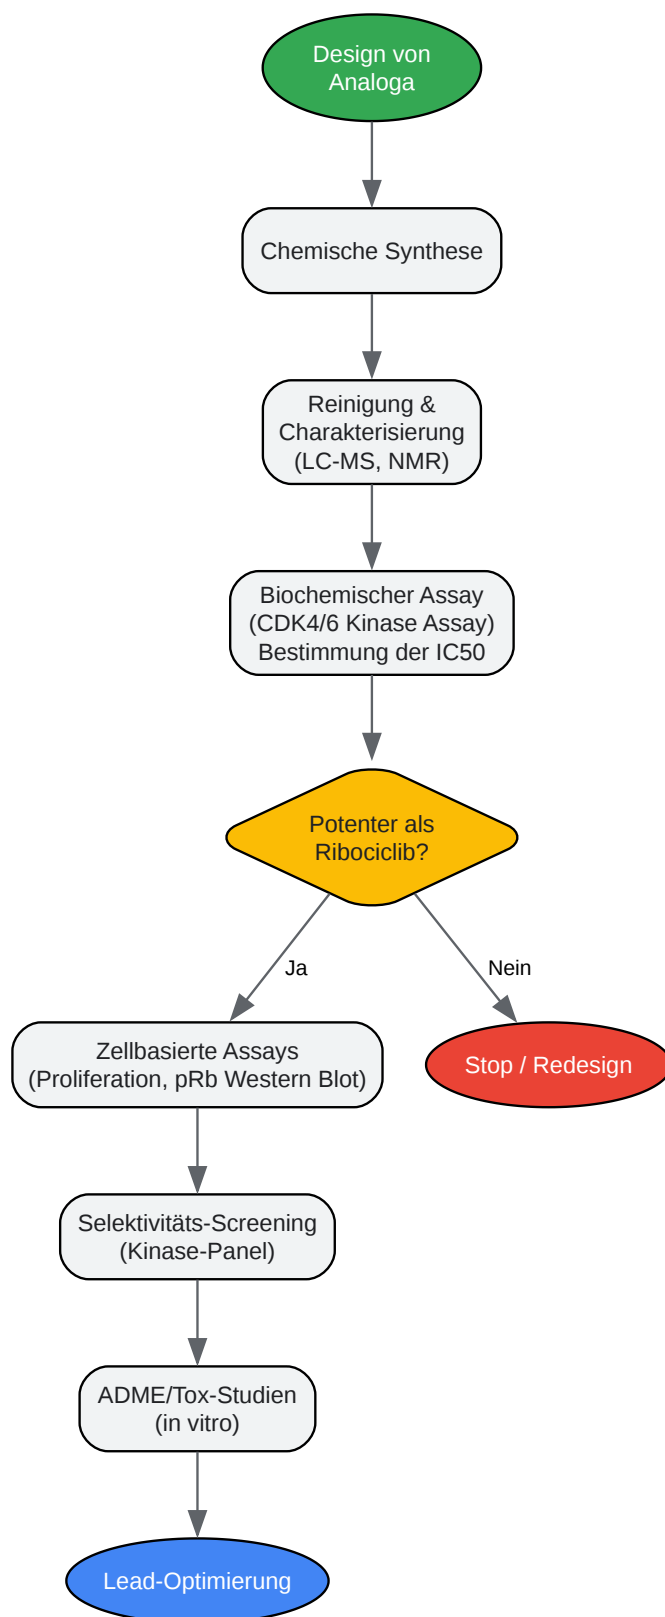 Design von
Analoga
Chemische Synthese
Reinigung &
Charakterisierung
(LC-MS, NMR)
Biochemischer Assay
(CDK4/6 Kinase Assay)
Bestimmung der IC50
Potenter als
Ribociclib?
Ja
Nein
Zellbasierte Assays
(Proliferation, pRb Western Blot)
Stop / Redesign
Selektivitäts-Screening
(Kinase-Panel)
ADME/Tox-Studien
(in vitro)
Lead-Optimierung